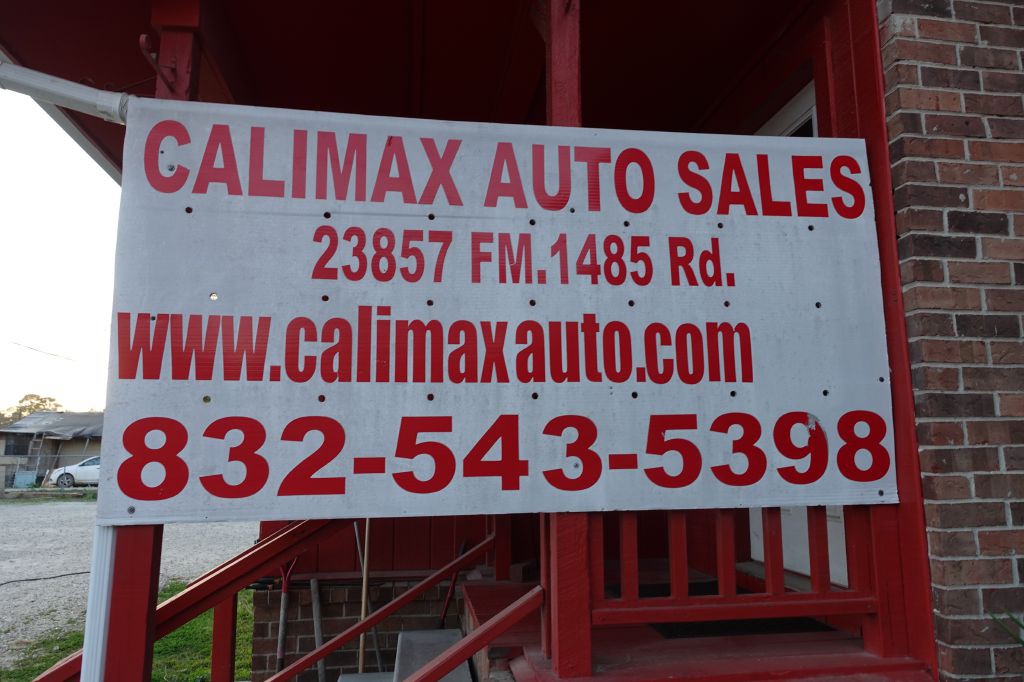 CALIMAX AUTO SALES
23857 FM.1485 Rd.
www.calimaxauto.com
832-543-5398